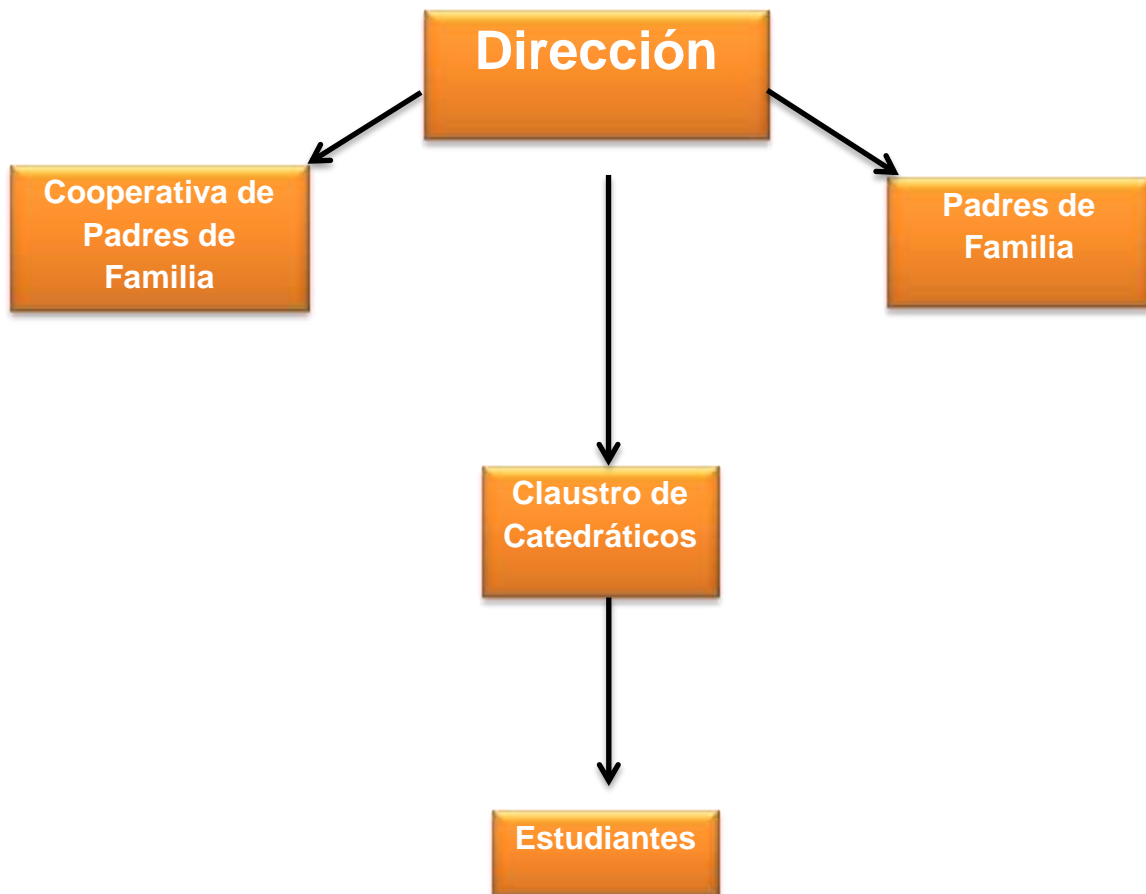 Dirección
Cooperativa de
Padres de
Familia
Padres de
Familia
Claustro de
Catedráticos
Estudiantes